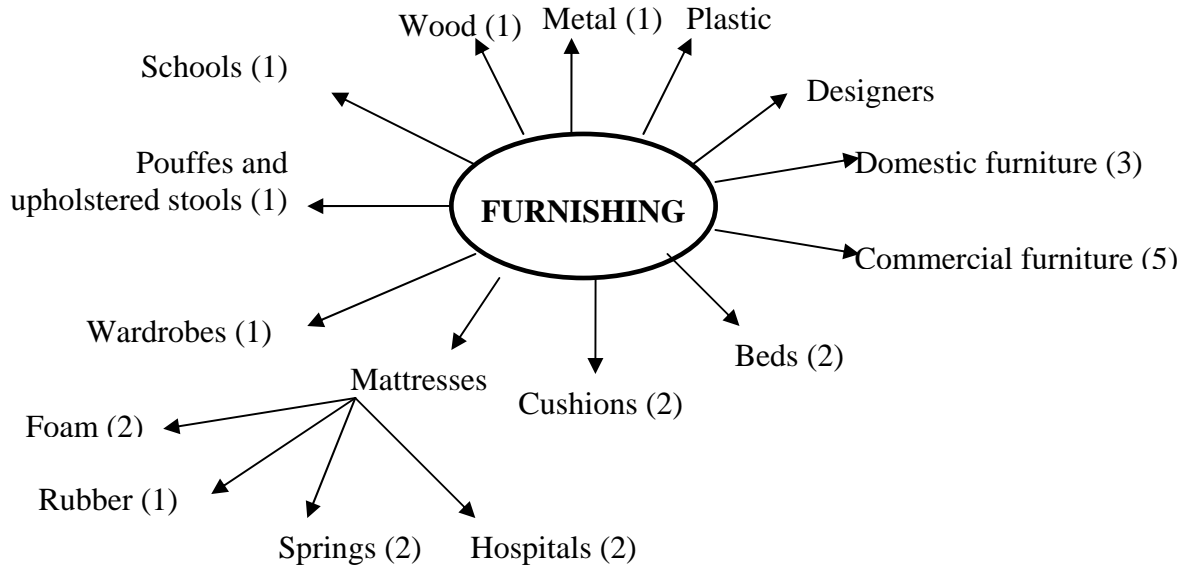 Wood (1) Metal (1) Plastic
Schools (1)
Designers
Pouffes and
upholstered stools (1)
Domestic furniture (3)
FURNISHING
Commercial furniture (5)
Wardrobes (1)
Beds (2)
Mattresses
Cushions (2)
Foam (2)
Rubber (1)
Springs (2) Hospitals (2)